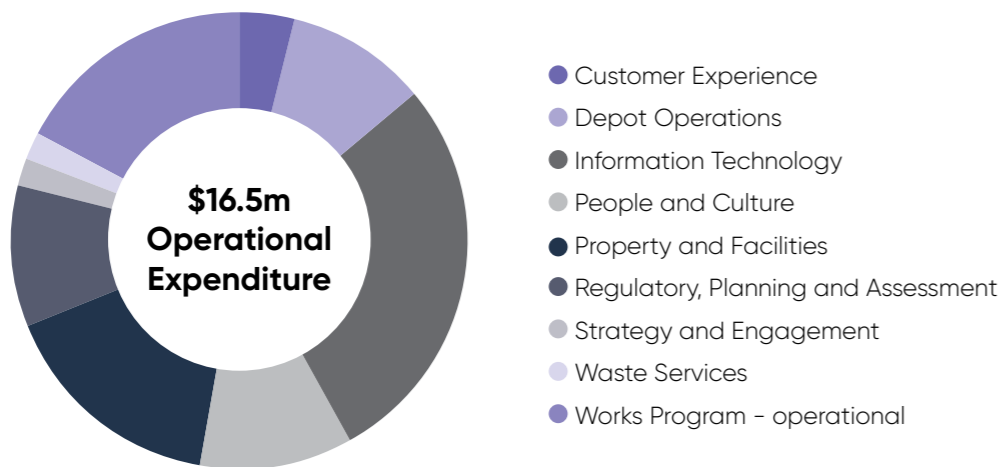 $16.5m
Operational
Expenditure
Customer Experience
Depot Operations
Information Technology
People and Culture
Property and Facilities
Regulatory, Planning and Assessment
Strategy and Engagement
Waste Services
Works Program - operational